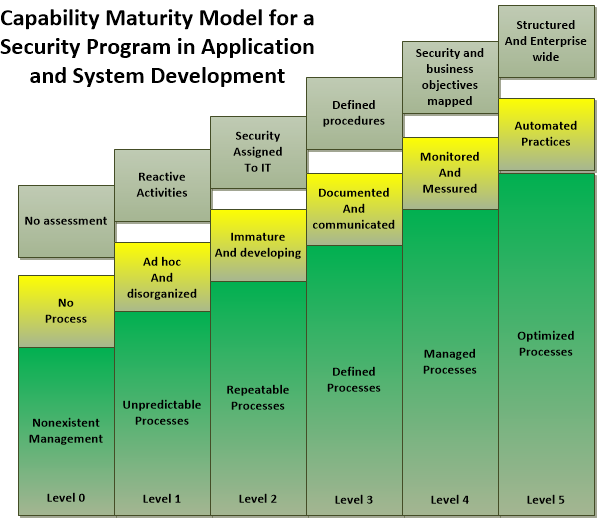 Capability Maturity Model for a
Security Program in Application
and System Development
No assessment
No
Process
Nonexistent
Management
Level 0
Reactive
Activities
Ad hoc
And
disorganized
Unpredictable
Processes
Level 1
Security
Assigned
To IT
Immature
And developing
Repeatable
Processes
Level 2
Defined
procedures
Documented
And
communicated
Defined
Processes
Level 3
Security and
business
objectives
mapped
Monitored
And
Messured
Managed
Processes
Level 4
Structured
And Enterprise
wide
Automated
Practices
Optimized
Processes
Level 5